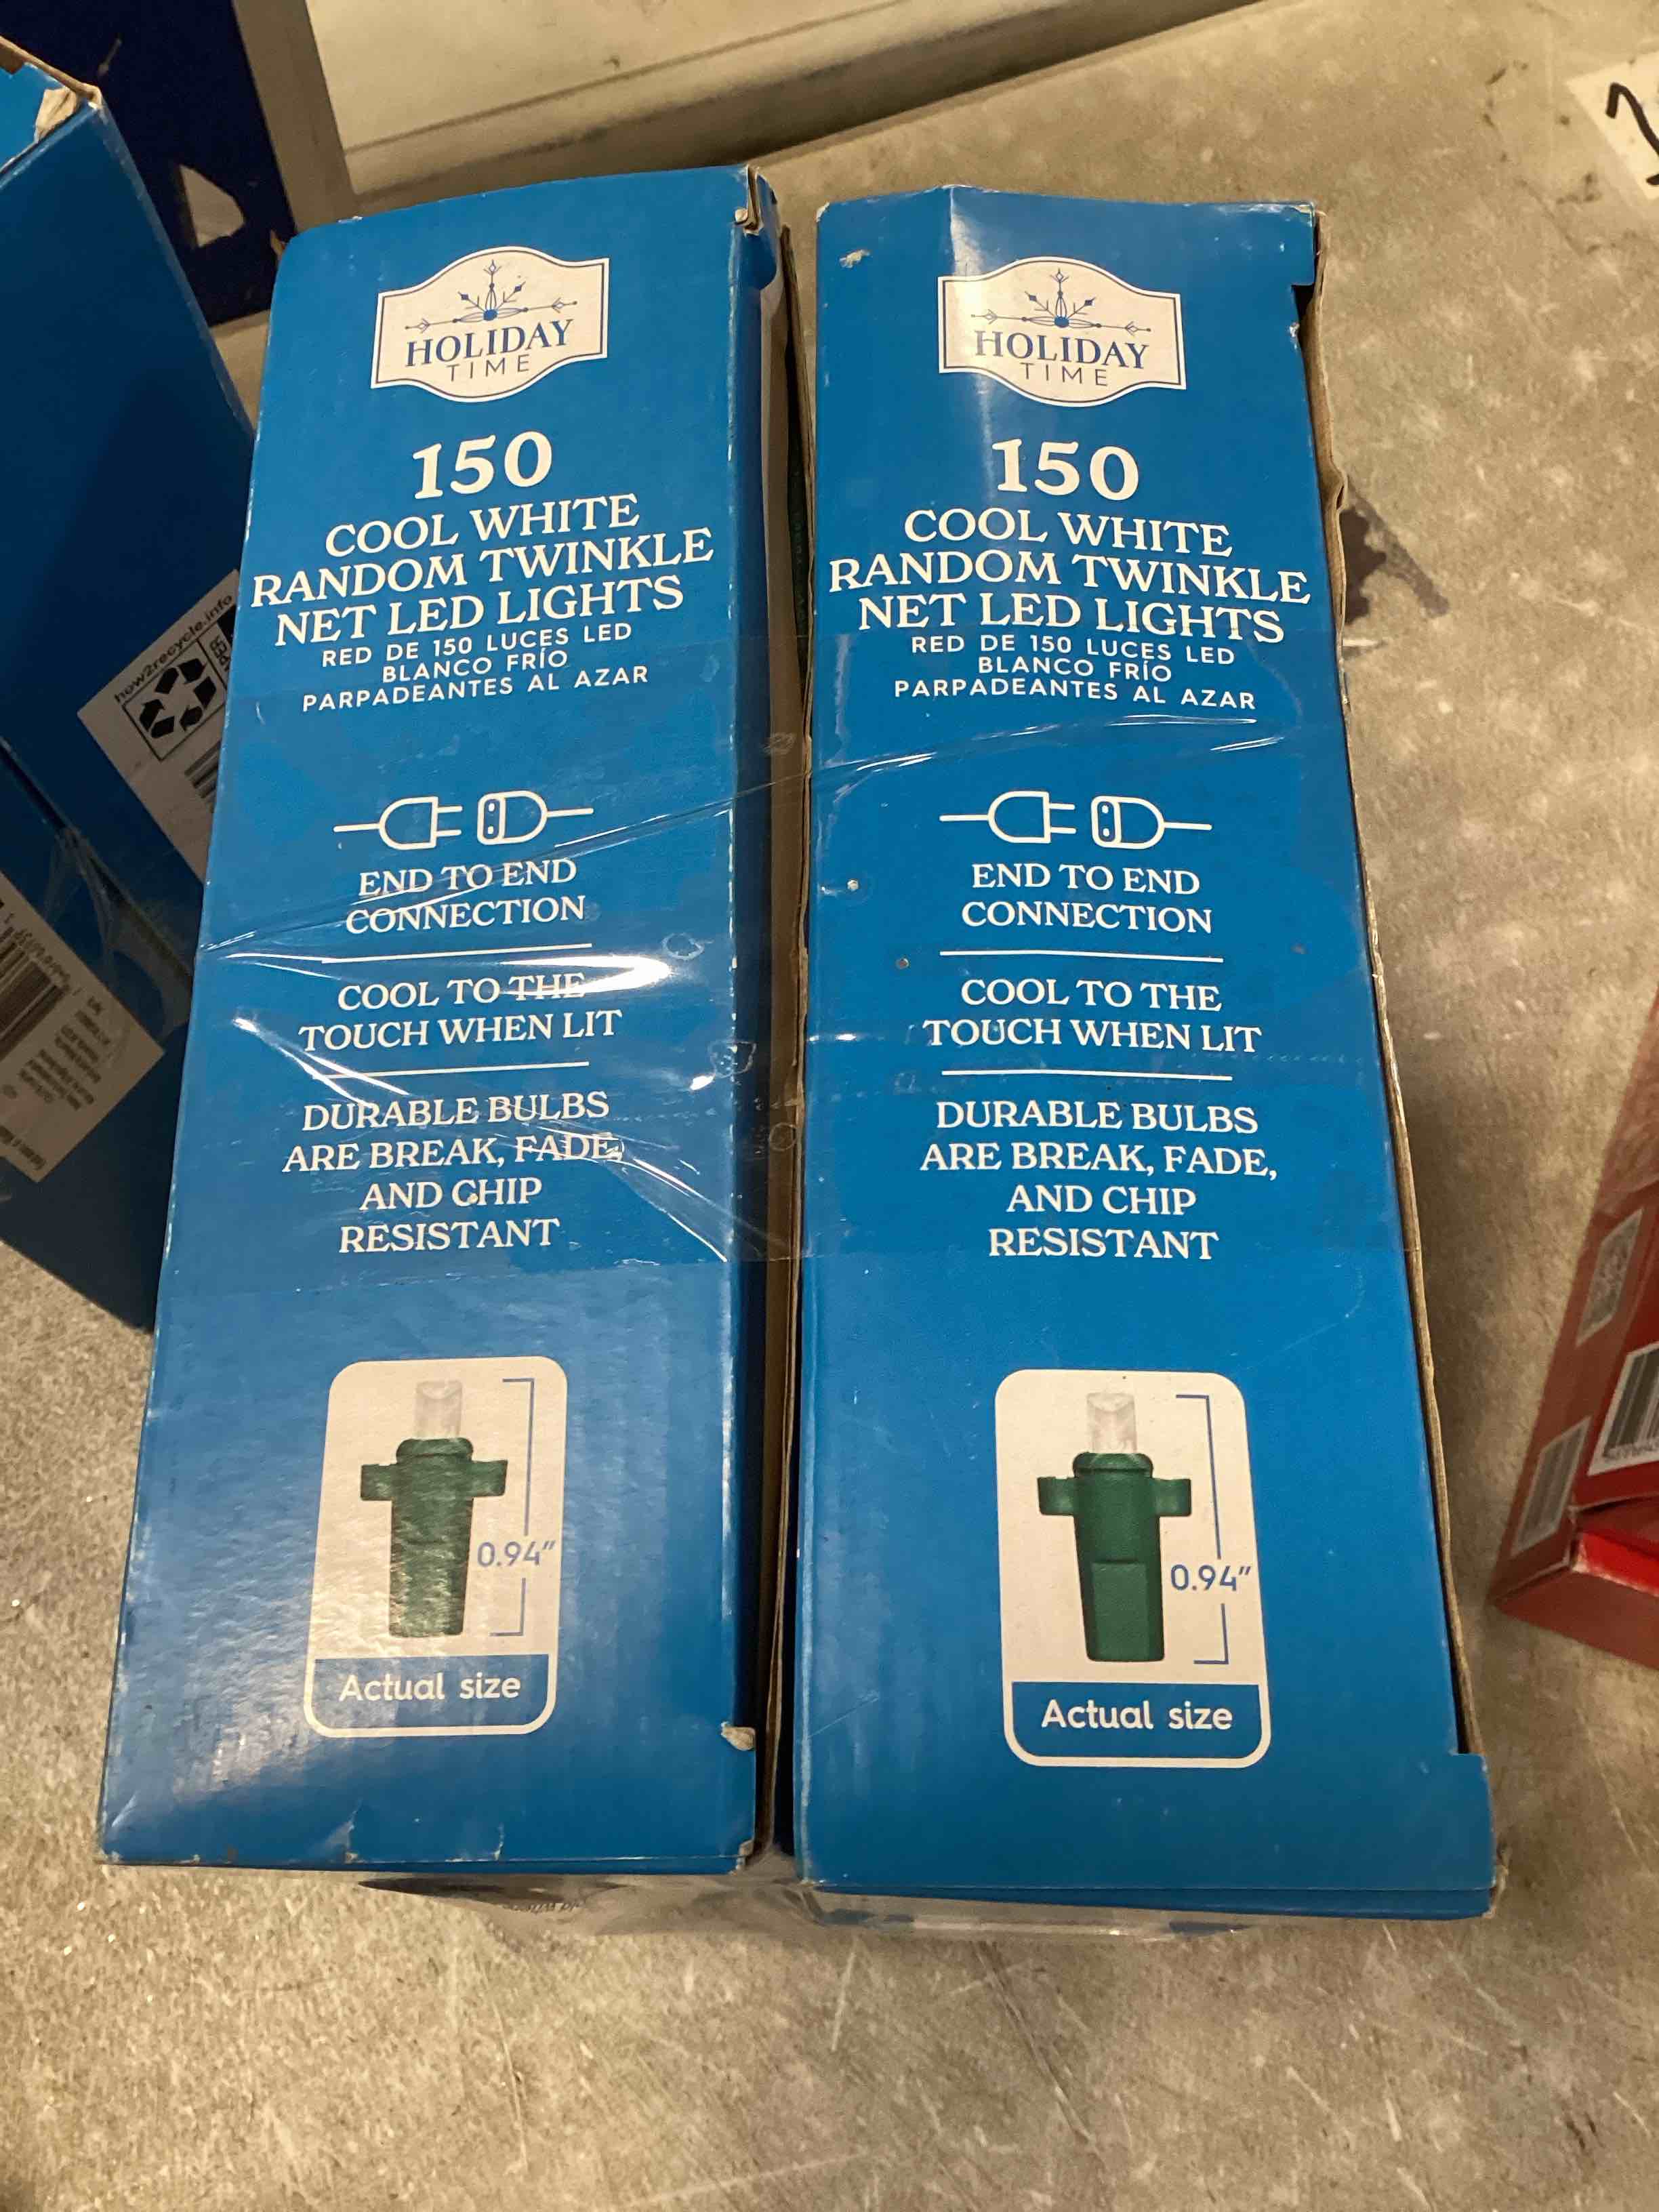 HOLIDAY
TIME
150
COOL WHITE
RANDOM TWINKLE
NET LED LIGHTS
RED DE 150 LUCES LED
BLANCO FRÍO
PARPADEANTES AL AZAR
END TO END
CONNECTION
COOL TO THE
TOUCH WHEN LIT
DURABLE BULBS
ARE BREAK, FADE,
AND CHIP
RESISTANT
0.94"
Actual size
HOLIDAY
TIME
150
COOL WHITE
RANDOM TWINKLE
NET LED LIGHTS
RED DE 150 LUCES LED
BLANCO FRÍO
PARPADEANTES AL AZAR
END TO END
CONNECTION
COOL TO THE
TOUCH WHEN LIT
DURABLE BULBS
ARE BREAK, FADE,
AND CHIP
RESISTANT
0.94"
Actual size
how2recycle.info